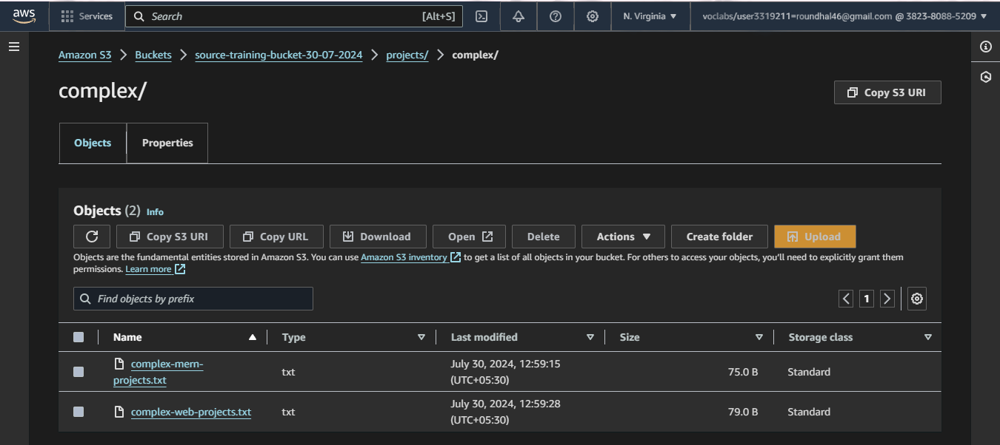 aws Services Search [Alt+S] N. Virginia voclabs/user3319211=roundhal46@gmail.com @ 3823-8088-5209
Amazon S3 Buckets source-training-bucket-30-07-2024 projects/ complex/
complex/
Copy S3 URI
Objects Properties
Objects (2) Info
Copy S3 URI Copy URL Download Open Delete Actions Create folder Upload
Objects are the fundamental entities stored in Amazon S3. You can use Amazon S3 inventory to get a list of all objects in your bucket. For others to access your objects, you'll need to explicitly grant them
permissions. Learn more
Find objects by prefix
1
Name Type Last modified Size Storage class
complex-mern-
projects.txt
txt
July 30, 2024, 12:59:15
(UTC+05:30)
75.0 B
Standard
complex-web-projects.txt
txt
July 30, 2024, 12:59:28
(UTC+05:30)
79.0 B
Standard